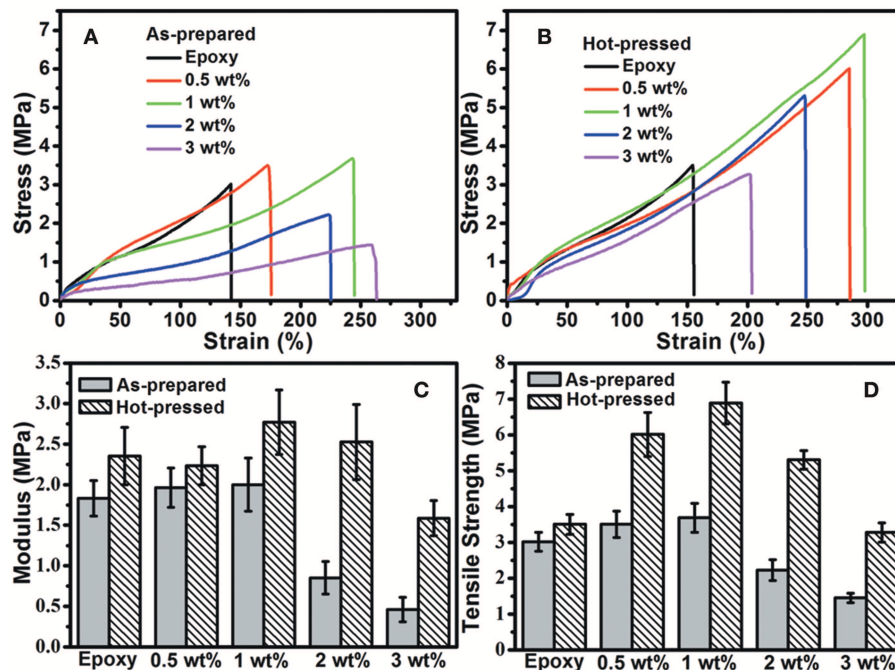 A
As-prepared
Epoxy
0.5 wt%
1 wt%
2 wt%
3 wt%
Stress (MPa)
7
6
5
4
3
2
1
0
0 50 100 150 200 250 300
Strain (%)
B
Hot-pressed
Epoxy
0.5 wt%
1 wt%
2 wt%
3 wt%
Stress (MPa)
7
6
5
4
3
2
1
0
0 50 100 150 200 250 300
Strain (%)
C
As-prepared
Hot-pressed
Modulus (MPa)
3.5
3.0
2.5
2.0
1.5
1.0
0.5
0.0
Epoxy 0.5 wt% 1 wt% 2 wt% 3 wt%
D
As-prepared
Hot-pressed
Tensile Strength (MPa)
8
7
6
5
4
3
2
1
0
Epoxy 0.5 wt% 1 wt% 2 wt% 3 wt%